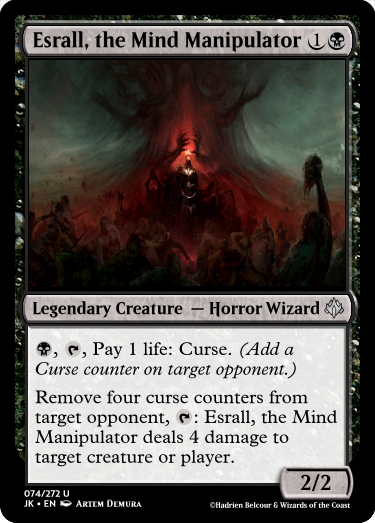 Esrall, the Mind Manipulator 1
Legendary Creature — Horror Wizard
, , Pay 1 life: Curse. (Add a
Curse counter on target opponent.)
Remove four curse counters from
target opponent, : Esrall, the Mind
Manipulator deals 4 damage to
target creature or player.
2/2
074/272 U
JK • EN Artem Demura
©Hadrien Belcour & Wizards of the Coast